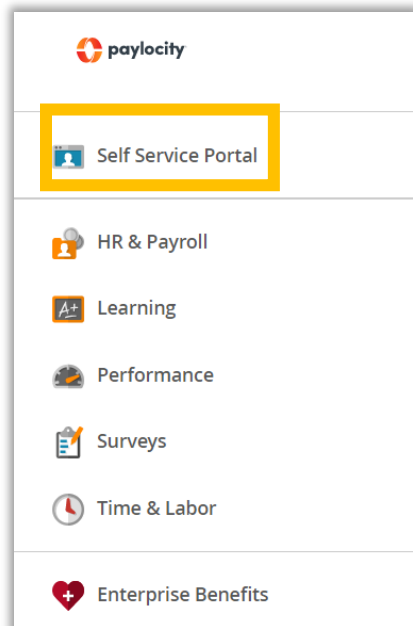 paylocity
Self Service Portal
HR & Payroll
A+
Learning
Performance
Surveys
Time & Labor
Enterprise Benefits